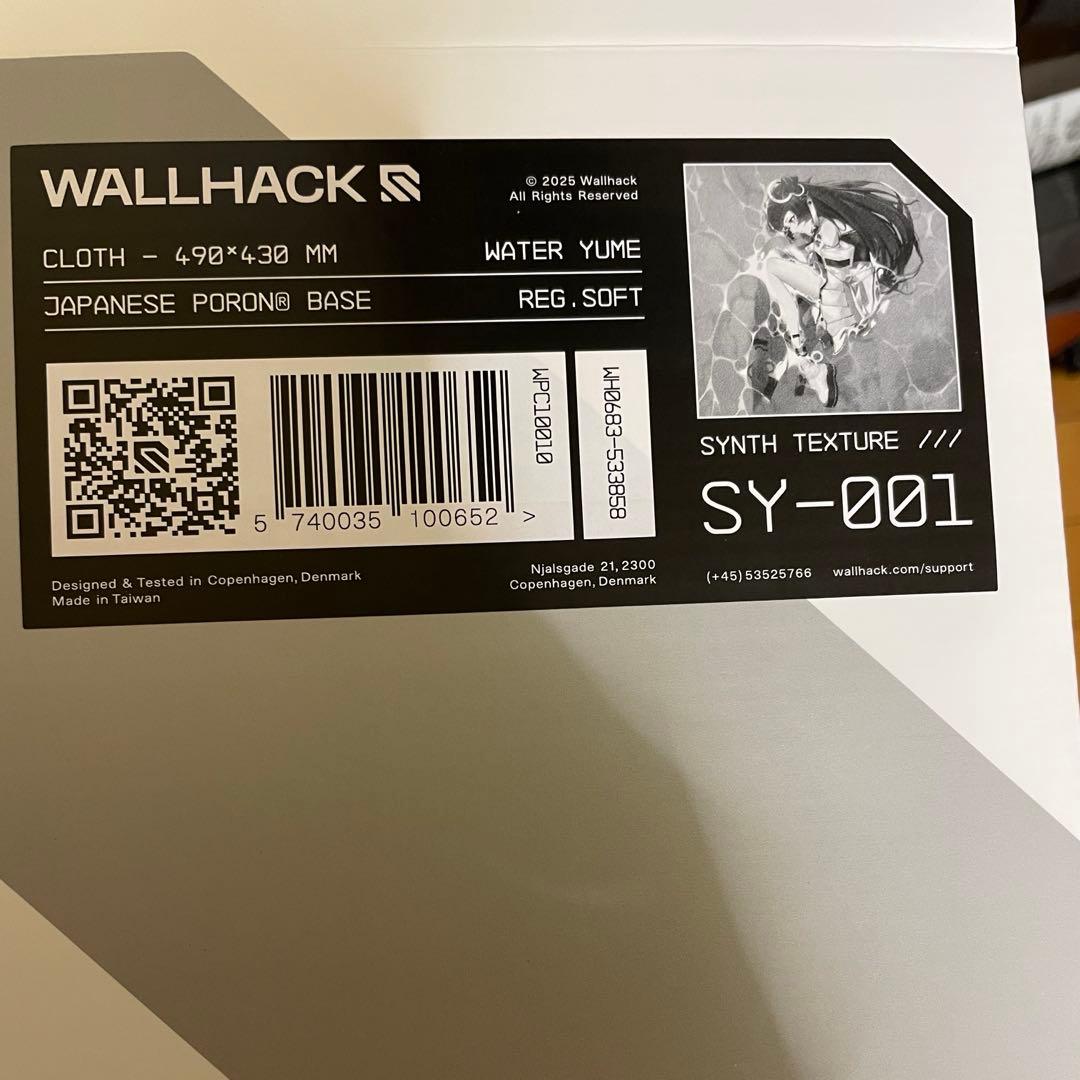 WALLHACK
© 2025 Wallhack
All Rights Reserved
CLOTH – 490×430 MM
WATER YUME
JAPANESE PORON® BASE
REG.SOFT
5 740035 100652 >
WPC10010
WH0683-533858
SYNTH TEXTURE ///
SY-001
Designed & Tested in Copenhagen, Denmark
Made in Taiwan
Njalsgade 21, 2300
Copenhagen, Denmark
(+45) 53525766
wallhack.com/support